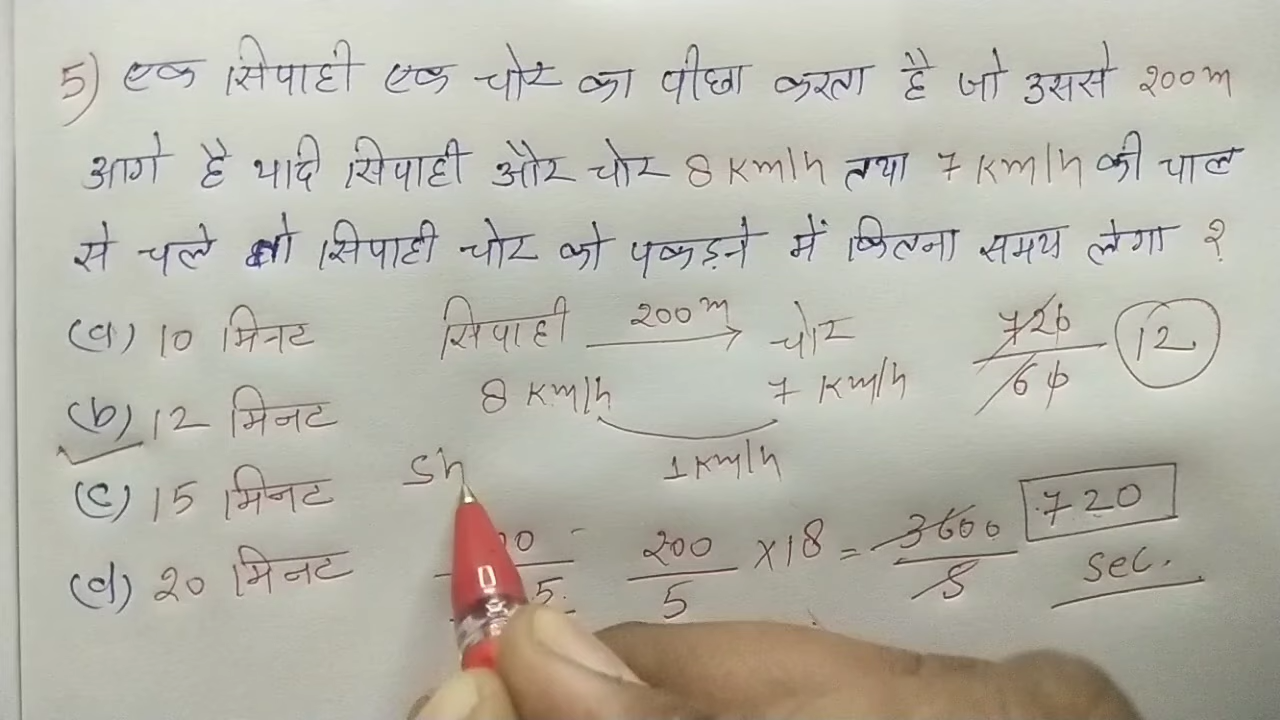 5) एक सिपाही एक चोर का पीछा करता है जो उससे 200m
आगे है यदि सिपाही और चोर 8 Km/h तथा 7 Km/h की चाल
से चले तो सिपाही चोर को पकड़ने में कितना समय लेगा ?
(a) 10 मिनट
(b) 12 मिनट
(c) 15 मिनट
(d) 20 मिनट
सिपाही 200m चोर
8 Km/h 7 Km/h
1 Km/h
720
60
12
200
5
×18 =
3600
5
720
sec.